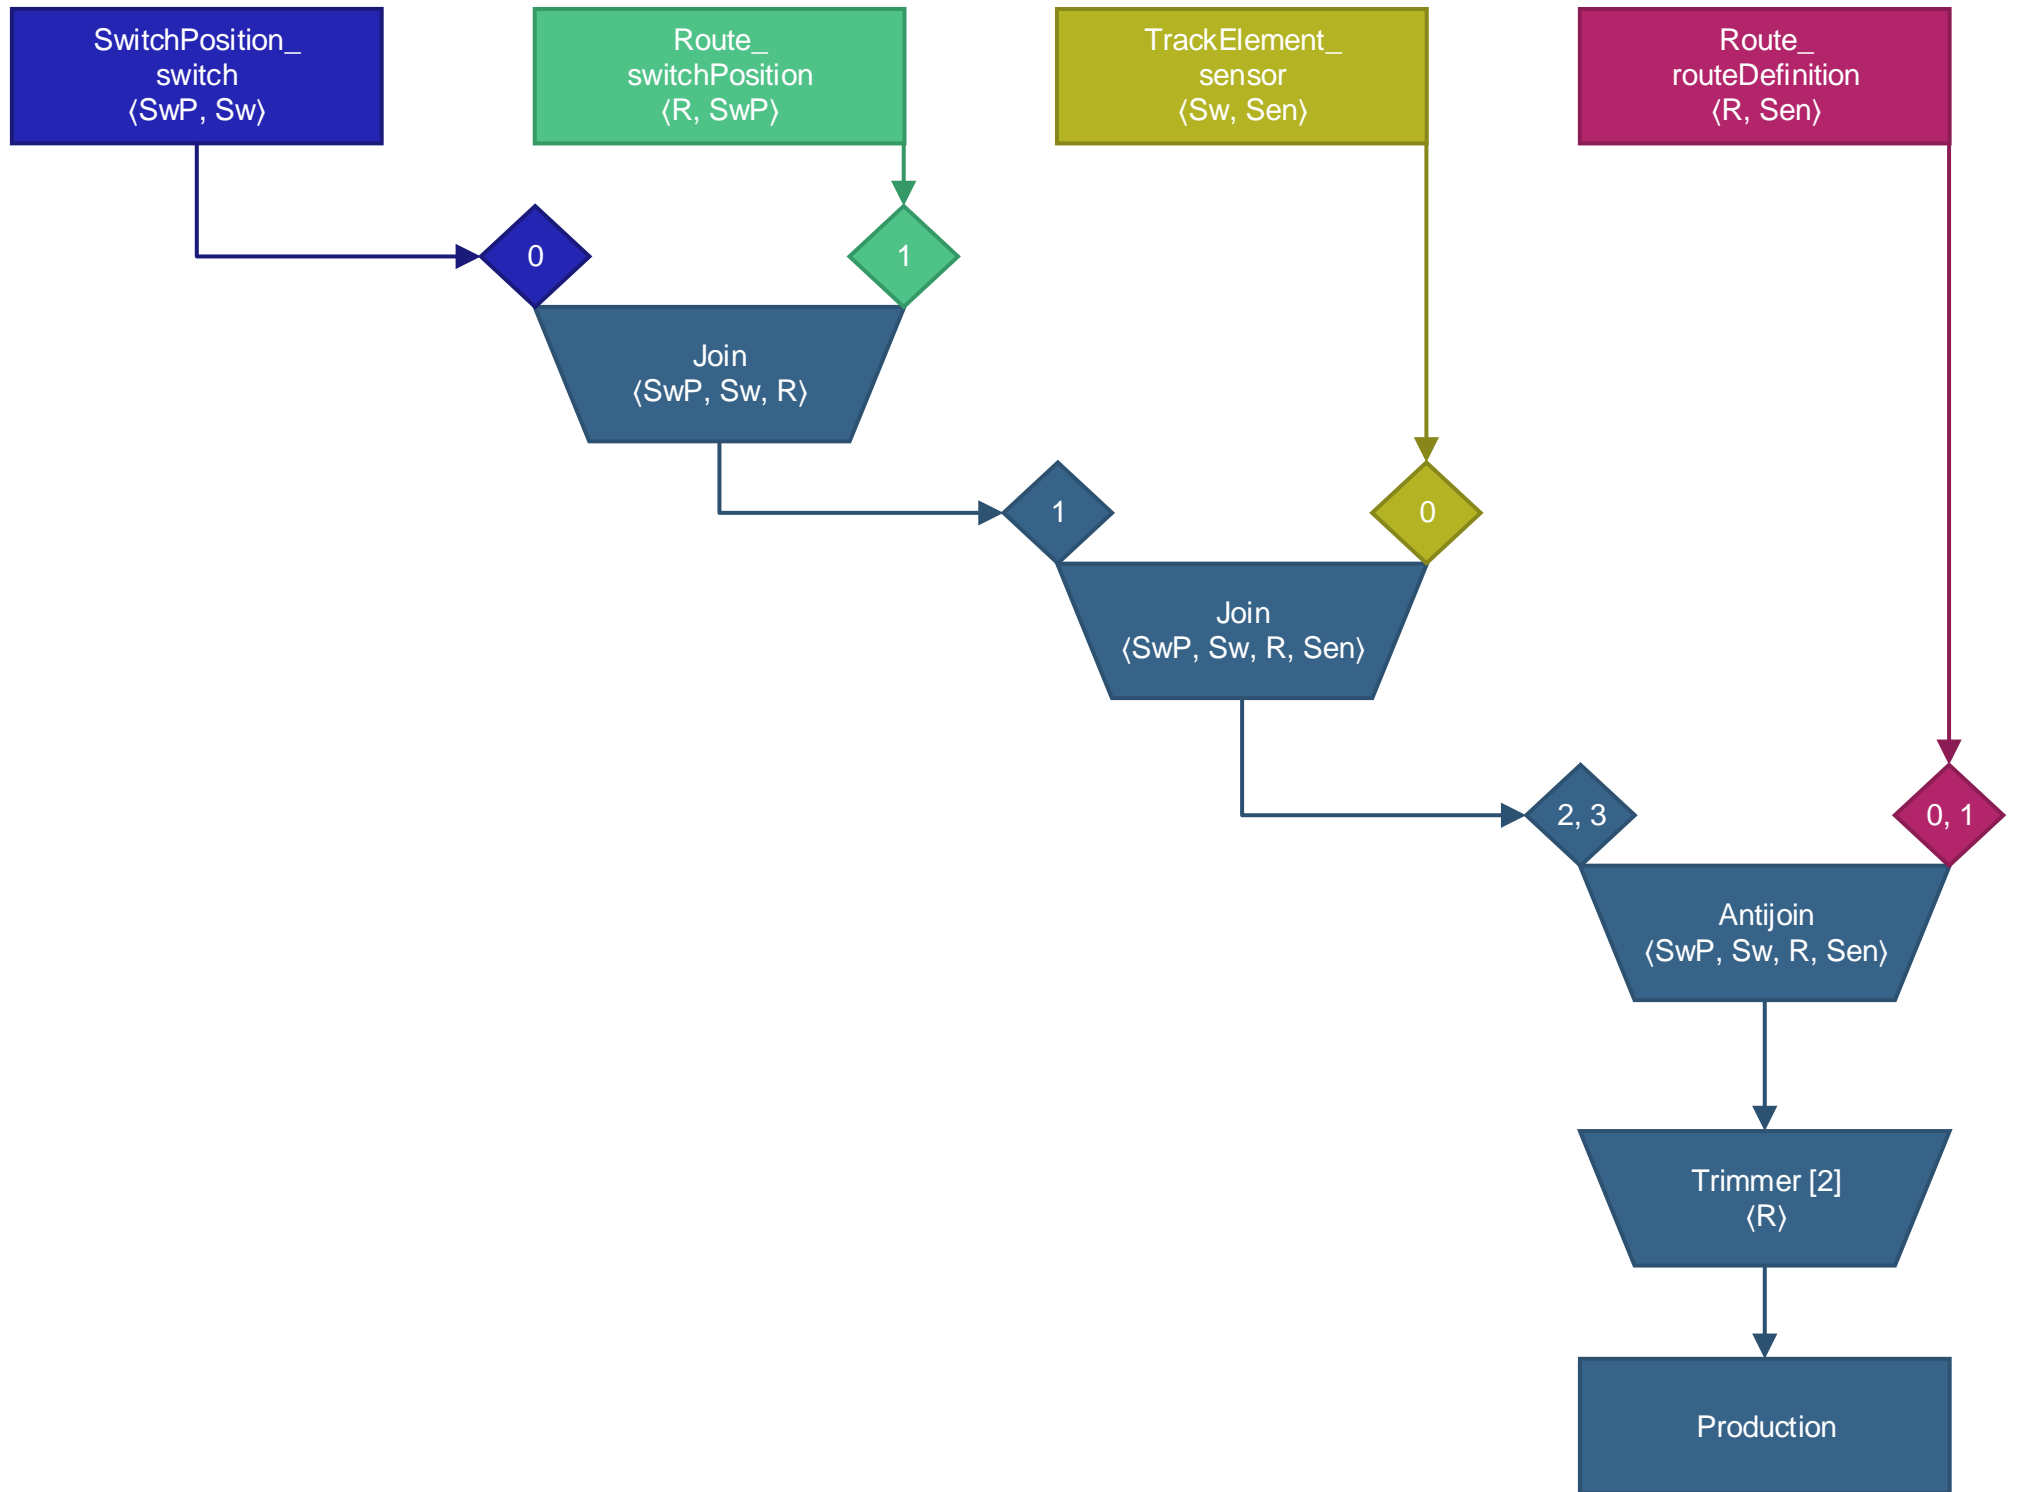 SwitchPosition_
switch
⟨SwP, Sw⟩
Route_
switchPosition
⟨R, SwP⟩
TrackElement_
sensor
⟨Sw, Sen⟩
Route_
routeDefinition
⟨R, Sen⟩
0
1
Join
⟨SwP, Sw, R⟩
1
0
Join
⟨SwP, Sw, R, Sen⟩
2, 3
0, 1
Antijoin
⟨SwP, Sw, R, Sen⟩
Trimmer [2]
⟨R⟩
Production